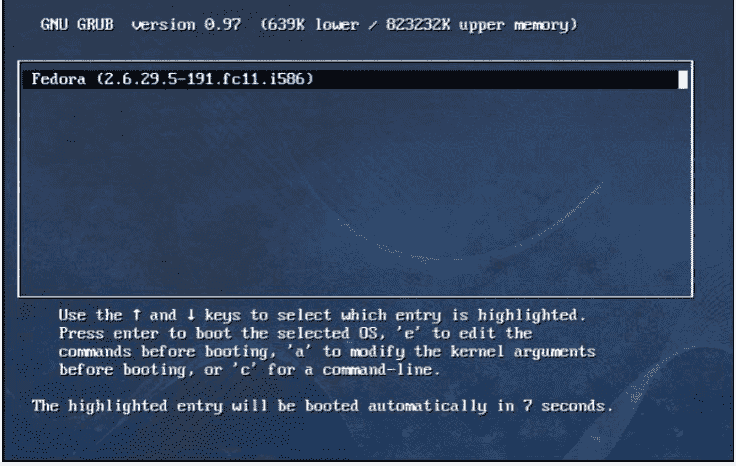 GNU GRUB version 0.97 (639K lower / 823232K upper memory)
Fedora (2.6.29.5-191.fc11.i586)
Use the ↑ and ↓ keys to select which entry is highlighted.
Press enter to boot the selected OS, 'e' to edit the
commands before booting, 'a' to modify the kernel arguments
before booting, or 'c' for a command-line.
The highlighted entry will be booted automatically in 7 seconds.